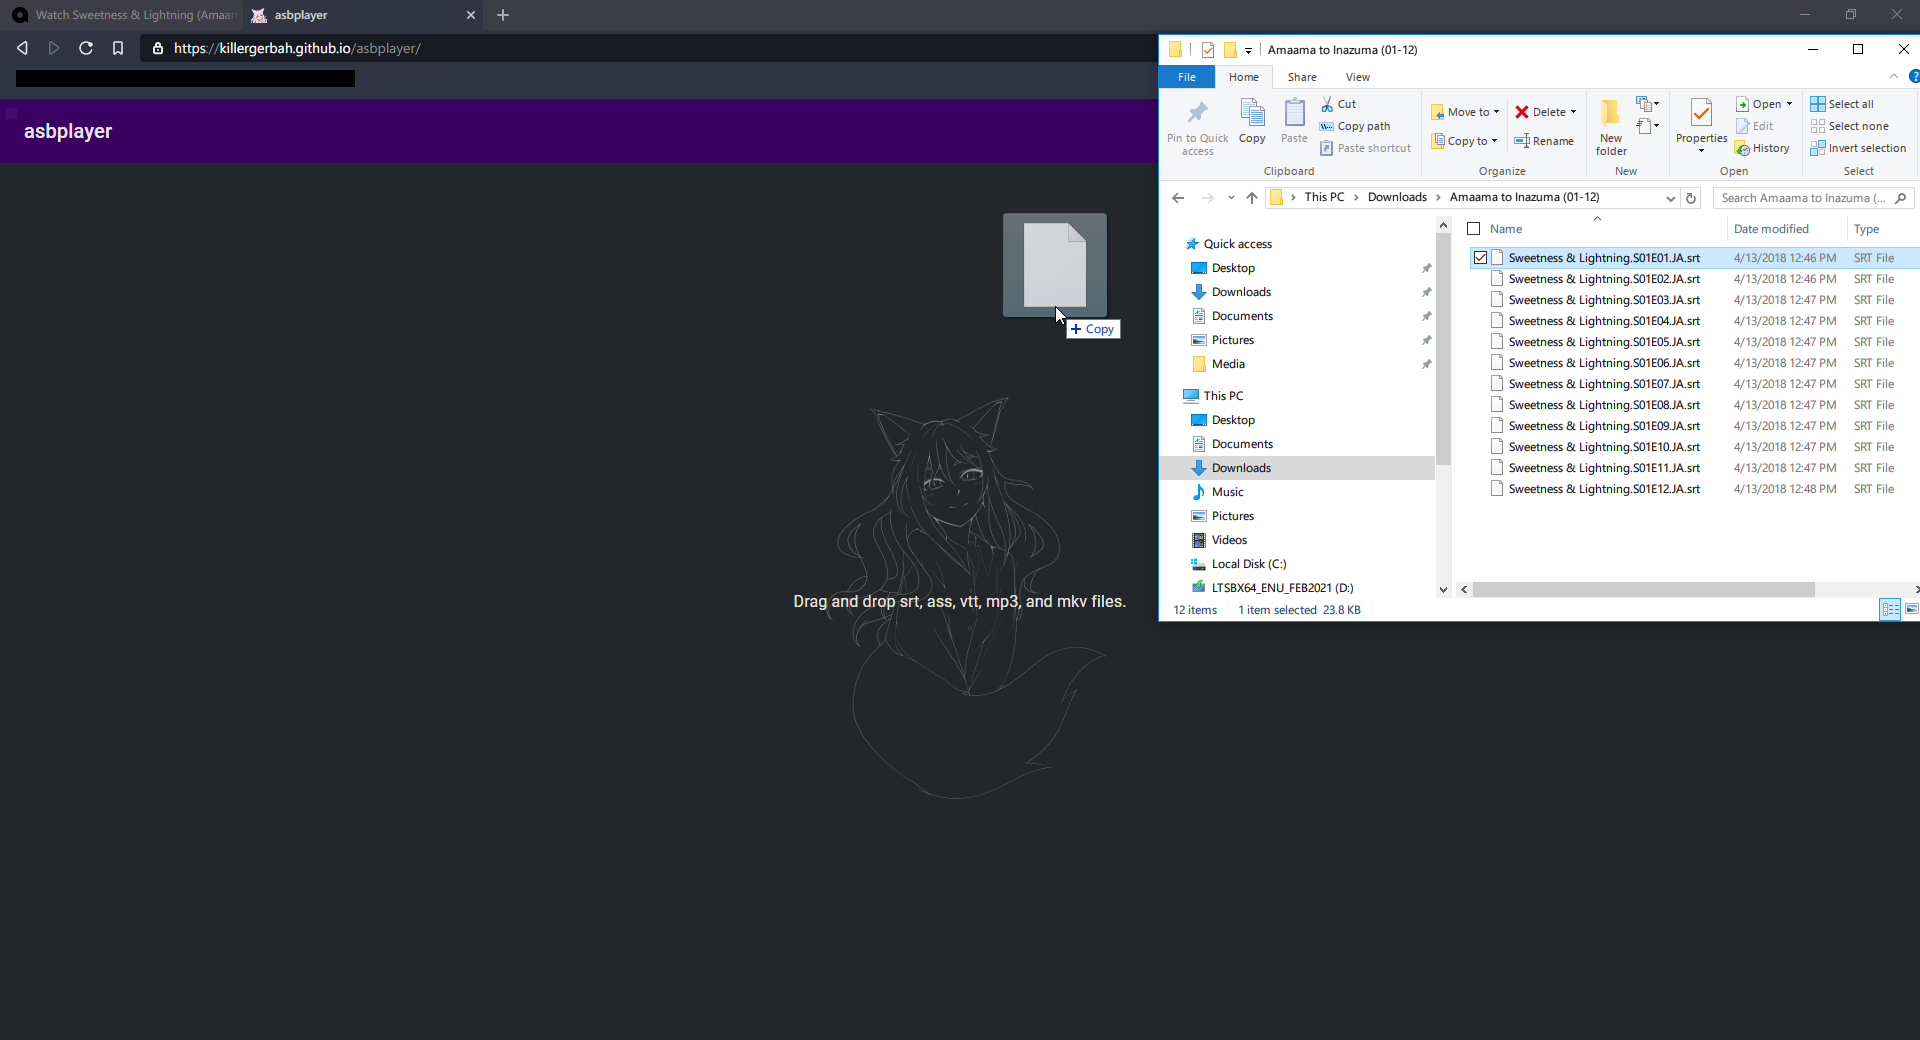 Watch Sweetness & Lightning (Amaam
asbplayer
https://killergerbah.github.io/asbplayer/
asbplayer
Copy
Drag and drop srt, ass, vtt, mp3, and mkv files.
Amaama to Inazuma (01-12)
File
Home
Share
View
Pin to Quick access
Copy
Paste
Cut
Copy path
Paste shortcut
Clipboard
Move to
Copy to
Delete
Rename
Organize
New folder
New
Properties
Open
Edit
History
Open
Select all
Select none
Invert selection
Select
This PC > Downloads > Amaama to Inazuma (01-12)
Search Amaama to Inazuma (...
Quick access
Desktop
Downloads
Documents
Pictures
Media
This PC
Desktop
Documents
Downloads
Music
Pictures
Videos
Local Disk (C:)
LTSBX64_ENU_FEB2021 (D:)
Name Date modified Type
Sweetness & Lightning.S01E01.JA.srt 4/13/2018 12:46 PM SRT File
Sweetness & Lightning.S01E02.JA.srt 4/13/2018 12:46 PM SRT File
Sweetness & Lightning.S01E03.JA.srt 4/13/2018 12:47 PM SRT File
Sweetness & Lightning.S01E04.JA.srt 4/13/2018 12:47 PM SRT File
Sweetness & Lightning.S01E05.JA.srt 4/13/2018 12:47 PM SRT File
Sweetness & Lightning.S01E06.JA.srt 4/13/2018 12:47 PM SRT File
Sweetness & Lightning.S01E07.JA.srt 4/13/2018 12:47 PM SRT File
Sweetness & Lightning.S01E08.JA.srt 4/13/2018 12:47 PM SRT File
Sweetness & Lightning.S01E09.JA.srt 4/13/2018 12:47 PM SRT File
Sweetness & Lightning.S01E10.JA.srt 4/13/2018 12:47 PM SRT File
Sweetness & Lightning.S01E11.JA.srt 4/13/2018 12:47 PM SRT File
Sweetness & Lightning.S01E12.JA.srt 4/13/2018 12:48 PM SRT File
12 items 1 item selected 23.8 KB